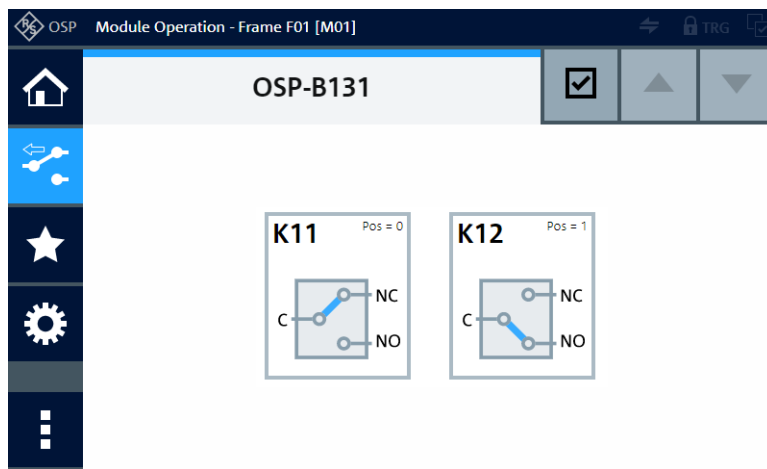 R&S OSP Module Operation - Frame F01 [M01] TRG
OSP-B131
K11 Pos = 0 K12 Pos = 1
NC NC
C C
NO NO